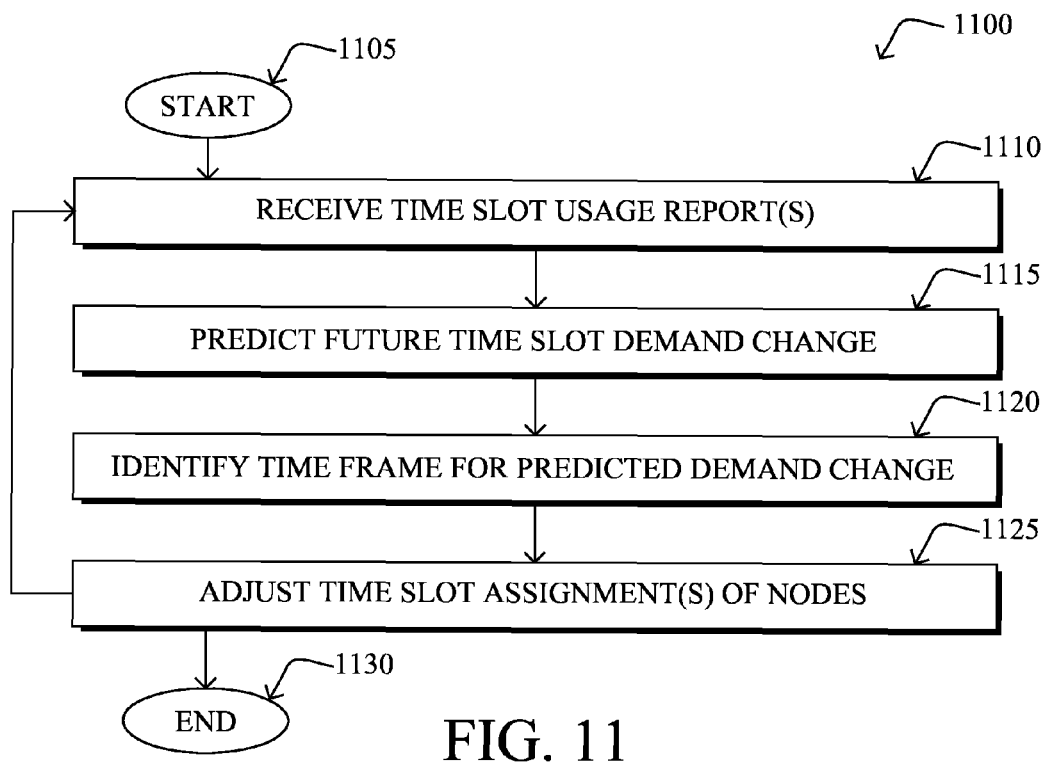 1100
1105
START
1110
RECEIVE TIME SLOT USAGE REPORT(S)
1115
PREDICT FUTURE TIME SLOT DEMAND CHANGE
1120
IDENTIFY TIME FRAME FOR PREDICTED DEMAND CHANGE
1125
ADJUST TIME SLOT ASSIGNMENT(S) OF NODES
1130
END
FIG. 11